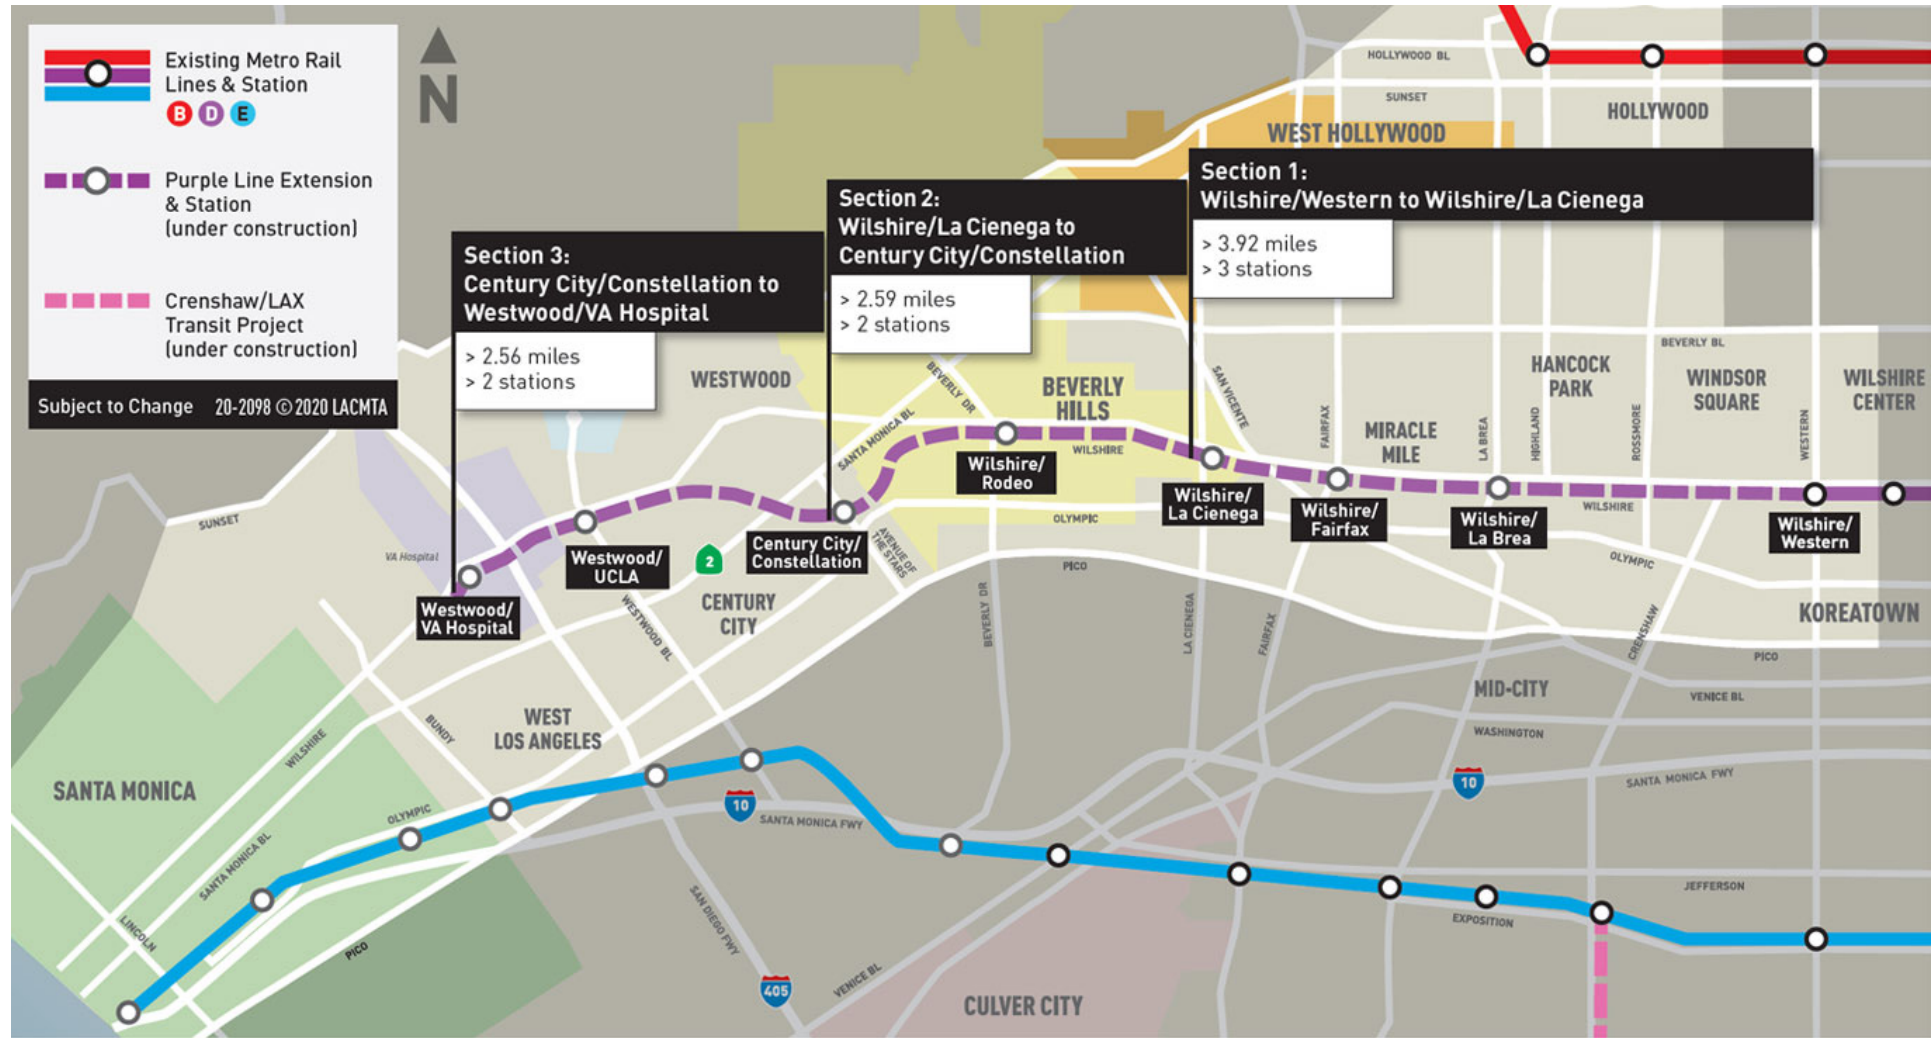 Existing Metro Rail
Lines & Station
B D E
Purple Line Extension
& Station
(under construction)
Crenshaw/LAX
Transit Project
(under construction)
Subject to Change 20-2098 © 2020 LACMTA
N
Section 3:
Century City/Constellation to
Westwood/VA Hospital
> 2.56 miles
> 2 stations
Section 2:
Wilshire/La Cienega to
Century City/Constellation
> 2.59 miles
> 2 stations
Section 1:
Wilshire/Western to Wilshire/La Cienega
> 3.92 miles
> 3 stations
HOLLYWOOD BL
SUNSET
HOLLYWOOD
WEST HOLLYWOOD
BEVERLY BL
WESTWOOD
BEVERLY DR
BEVERLY
HILLS
SAN VICENTE
FAIRFAX
MIRACLE
MILE
LA BREA
HIGHLAND
HANCOCK
PARK
ROSSMORE
WINDSOR
SQUARE
WESTERN
WILSHIRE
CENTER
SANTA MONICA BL
WILSHIRE
Wilshire/
Rodeo
Wilshire/
La Cienega
Wilshire/
Fairfax
Wilshire/
La Brea
WILSHIRE
Wilshire/
Western
SUNSET
VA Hospital
Westwood/
VA Hospital
Westwood/
UCLA
2
Century City/
Constellation
AVENUE OF
THE STARS
OLYMPIC
PICO
OLYMPIC
CENTURY
CITY
WESTWOOD BL
BEVERLY DR
LA CIENEGA
FAIRFAX
CRENSHAW
KOREATOWN
PICO
MID-CITY
VENICE BL
WASHINGTON
WEST
LOS ANGELES
BUNDY
WILSHIRE
SANTA MONICA
OLYMPIC
SANTA MONICA BL
LINCOLN
PICO
10
SANTA MONICA FWY
10
SANTA MONICA FWY
SAN DIEGO FWY
405
VENICE BL
CULVER CITY
EXPOSITION
JEFFERSON